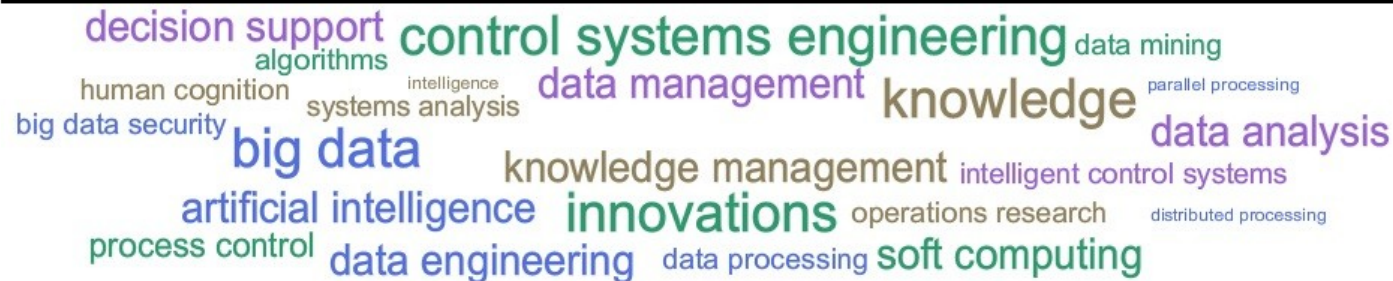 decision support control systems engineering data mining
algorithms
human cognition intelligence data management knowledge parallel processing
systems analysis
big data security big data data analysis
knowledge management intelligent control systems
artificial intelligence innovations operations research distributed processing
process control data engineering data processing soft computing